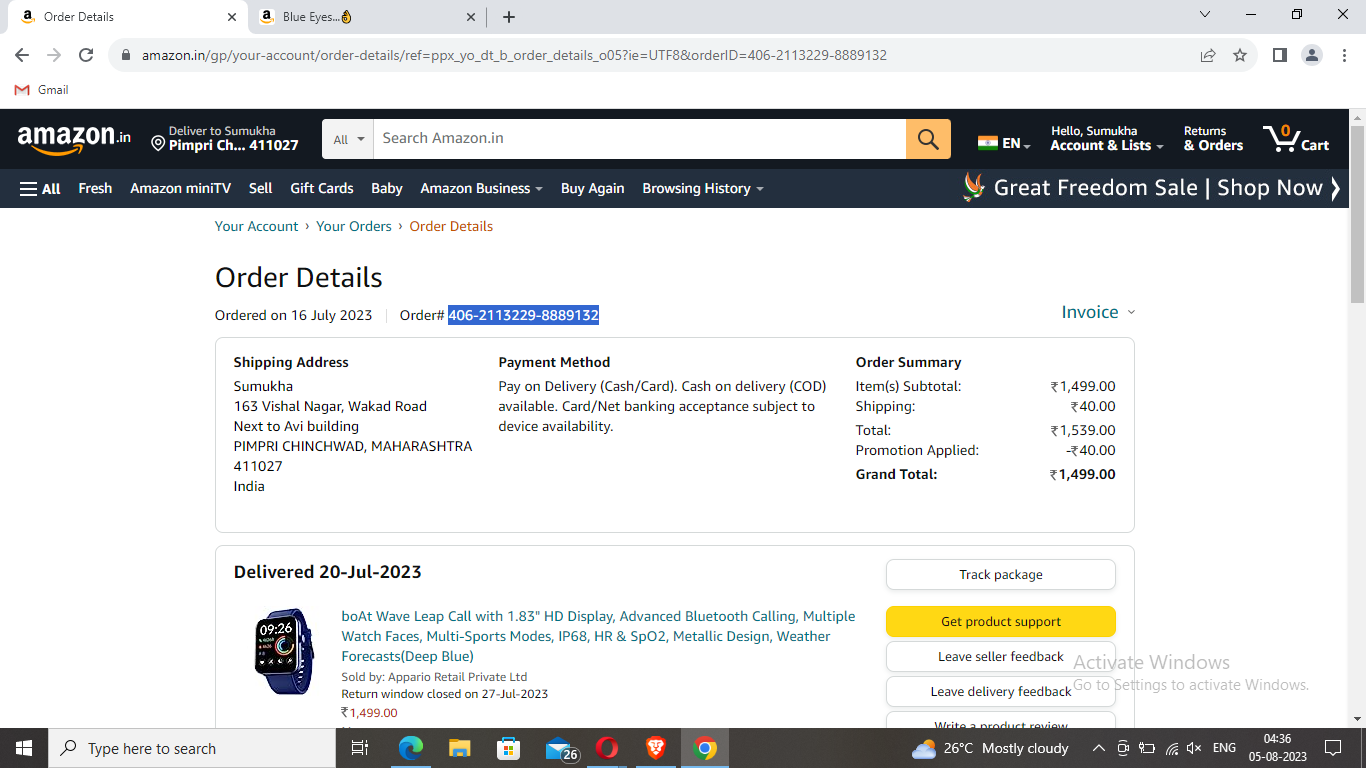 Order Details
Blue Eyes...👌
amazon.in/gp/your-account/order-details/ref=ppx_yo_dt_b_order_details_o05?ie=UTF8&orderID=406-2113229-8889132
Gmail
amazon.in
Deliver to Sumukha
Pimpri Ch... 411027
All
Search Amazon.in
EN
Hello, Sumukha
Account & Lists
Returns
& Orders
0
Cart
All Fresh Amazon miniTV Sell Gift Cards Baby Amazon Business Buy Again Browsing History
Great Freedom Sale | Shop Now ❯
Your Account › Your Orders › Order Details
Order Details
Ordered on 16 July 2023 Order# 406-2113229-8889132
Invoice
Shipping Address
Sumukha
163 Vishal Nagar, Wakad Road
Next to Avi building
PIMPRI CHINCHWAD, MAHARASHTRA
411027
India
Payment Method
Pay on Delivery (Cash/Card). Cash on delivery (COD)
available. Card/Net banking acceptance subject to
device availability.
Order Summary
Item(s) Subtotal: ₹1,499.00
Shipping: ₹40.00
Total: ₹1,539.00
Promotion Applied: -₹40.00
Grand Total: ₹1,499.00
Delivered 20-Jul-2023
09:26
boAt Wave Leap Call with 1.83" HD Display, Advanced Bluetooth Calling, Multiple
Watch Faces, Multi-Sports Modes, IP68, HR & SpO2, Metallic Design, Weather
Forecasts(Deep Blue)
Sold by: Appario Retail Private Ltd
Return window closed on 27-Jul-2023
₹1,499.00
Track package
Get product support
Leave seller feedback
Leave delivery feedback
Write a product review
Activate Windows
Go to Settings to activate Windows.
Type here to search
26
26°C Mostly cloudy
ENG
04:36
05-08-2023